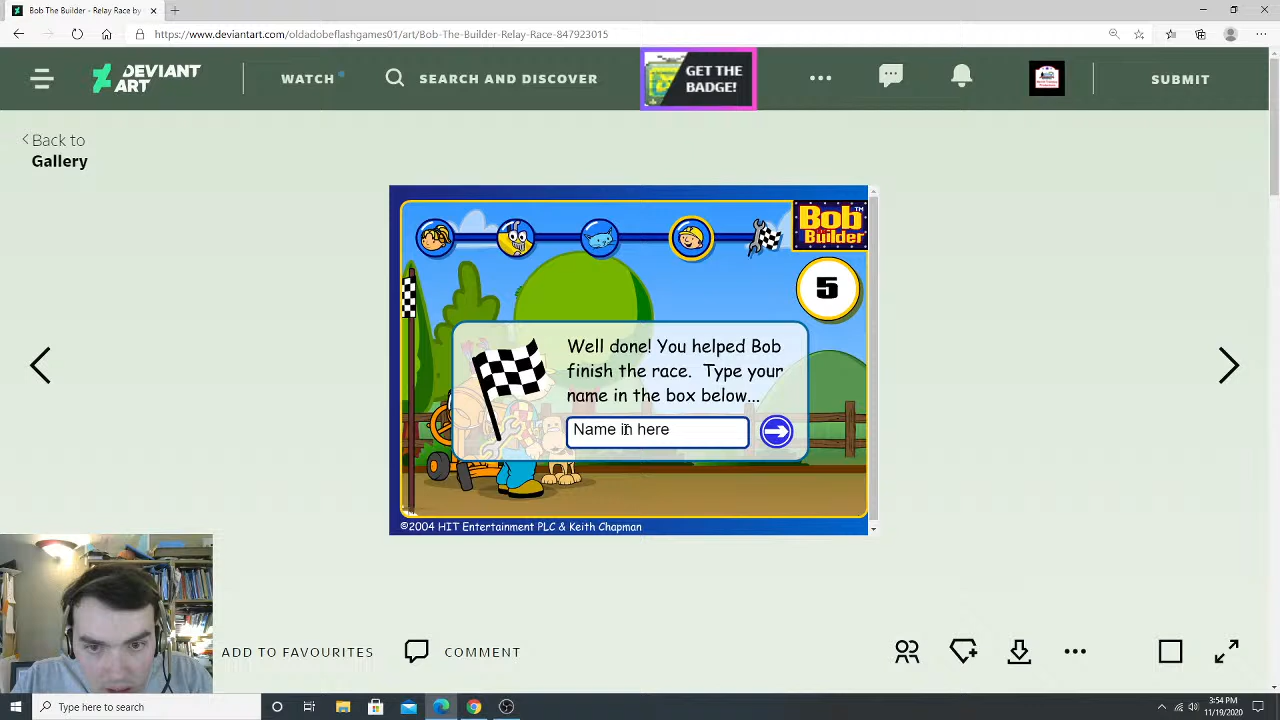 Bob The Builder - Relay Race by
https://www.deviantart.com/oldadobeflashgames01/art/Bob-The-Builder-Relay-Race-847923015
DEVIANT ART
WATCH
SEARCH AND DISCOVER
GET THE BADGE!
SUBMIT
Back to
Gallery
Bob the Builder TM
5
Well done! You helped Bob
finish the race. Type your
name in the box below...
Name in here
©2004 HIT Entertainment PLC & Keith Chapman
ADD TO FAVOURITES
COMMENT
Type here to search
3:54 PM
11/19/2020